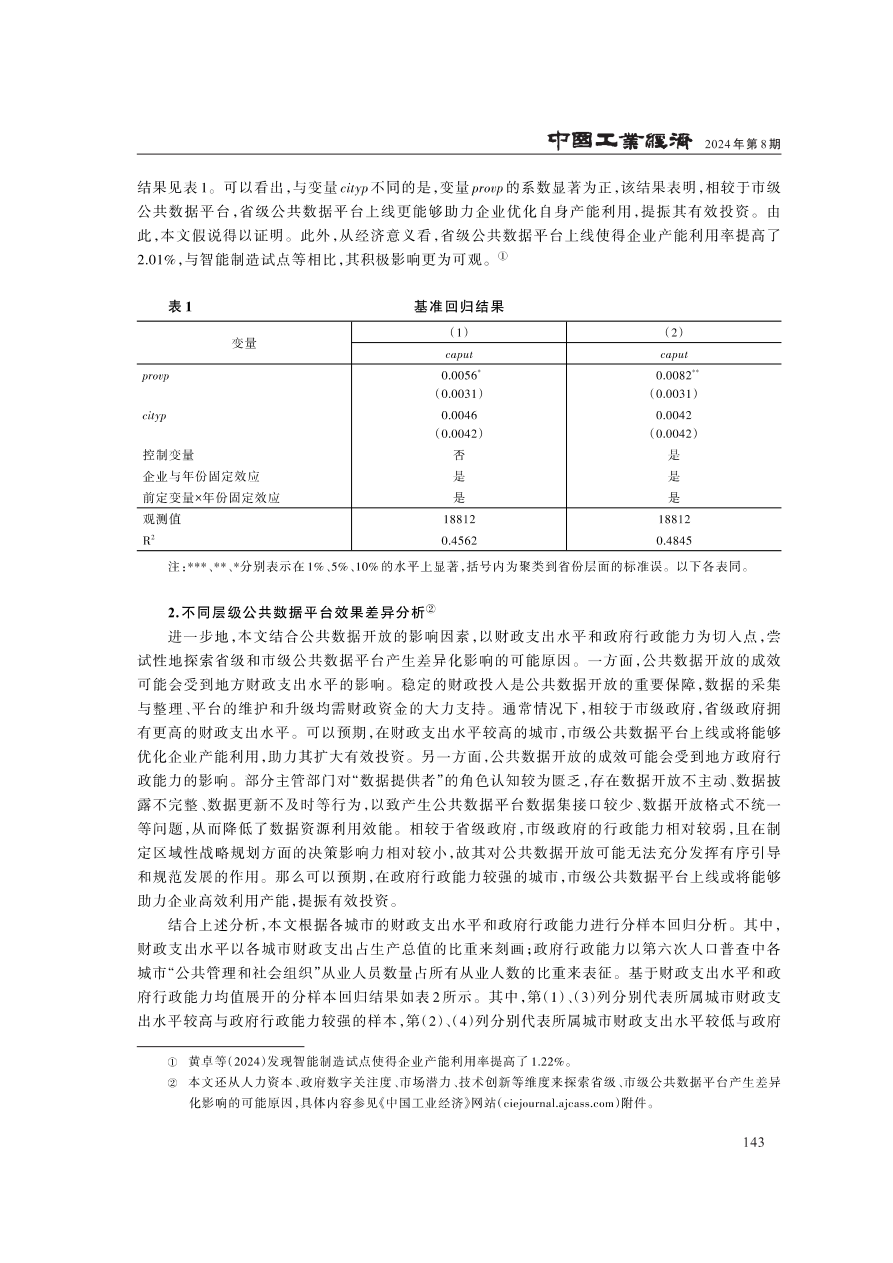 中国工业经济 2024年第8期
结果见表1。可以看出,与变量cityp不同的是,变量provp的系数显著为正,该结果表明,相较于市级
公共数据平台,省级公共数据平台上线更能够助力企业优化自身产能利用,提振其有效投资。由
此,本文假说得以证明。此外,从经济意义看,省级公共数据平台上线使得企业产能利用率提高了
2.01%,与智能制造试点等相比,其积极影响更为可观。①
表1 基准回归结果
变量 (1) (2)
caput caput
provp 0.0056* 0.0082**
(0.0031) (0.0031)
cityp 0.0046 0.0042
(0.0042) (0.0042)
控制变量 否 是
企业与年份固定效应 是 是
前定变量×年份固定效应 是 是
观测值 18812 18812
R² 0.4562 0.4845
注:***、**、*分别表示在1%、5%、10%的水平上显著,括号内为聚类到省份层面的标准误。以下各表同。
2.不同层级公共数据平台效果差异分析②
进一步地,本文结合公共数据开放的影响因素,以财政支出水平和政府行政能力为切入点,尝
试性地探索省级和市级公共数据平台产生差异化影响的可能原因。一方面,公共数据开放的成效
可能会受到地方财政支出水平的影响。稳定的财政投入是公共数据开放的重要保障,数据的采集
与整理、平台的维护和升级均需财政资金的大力支持。通常情况下,相较于市级政府,省级政府拥
有更高的财政支出水平。可以预期,在财政支出水平较高的城市,市级公共数据平台上线或将能够
优化企业产能利用,助力其扩大有效投资。另一方面,公共数据开放的成效可能会受到地方政府行
政能力的影响。部分主管部门对“数据提供者”的角色认知较为匮乏,存在数据开放不主动、数据披
露不完整、数据更新不及时等行为,以致产生公共数据平台数据集接口较少、数据开放格式不统一
等问题,从而降低了数据资源利用效能。相较于省级政府,市级政府的行政能力相对较弱,且在制
定区域性战略规划方面的决策影响力相对较小,故其对公共数据开放可能无法充分发挥有序引导
和规范发展的作用。那么可以预期,在政府行政能力较强的城市,市级公共数据平台上线或将能够
助力企业高效利用产能,提振有效投资。
结合上述分析,本文根据各城市的财政支出水平和政府行政能力进行分样本回归分析。其中,
财政支出水平以各城市财政支出占生产总值的比重来刻画;政府行政能力以第六次人口普查中各
城市“公共管理和社会组织”从业人员数量占所有从业人数的比重来表征。基于财政支出水平和政
府行政能力均值展开的分样本回归结果如表2所示。其中,第(1)、(3)列分别代表所属城市财政支
出水平较高与政府行政能力较强的样本,第(2)、(4)列分别代表所属城市财政支出水平较低与政府
① 黄卓等(2024)发现智能制造试点使得企业产能利用率提高了1.22%。
② 本文还从人力资本、政府数字关注度、市场潜力、技术创新等维度来探索省级、市级公共数据平台产生差异
化影响的可能原因,具体内容参见《中国工业经济》网站(ciejournal.ajcass.com)附件。
143